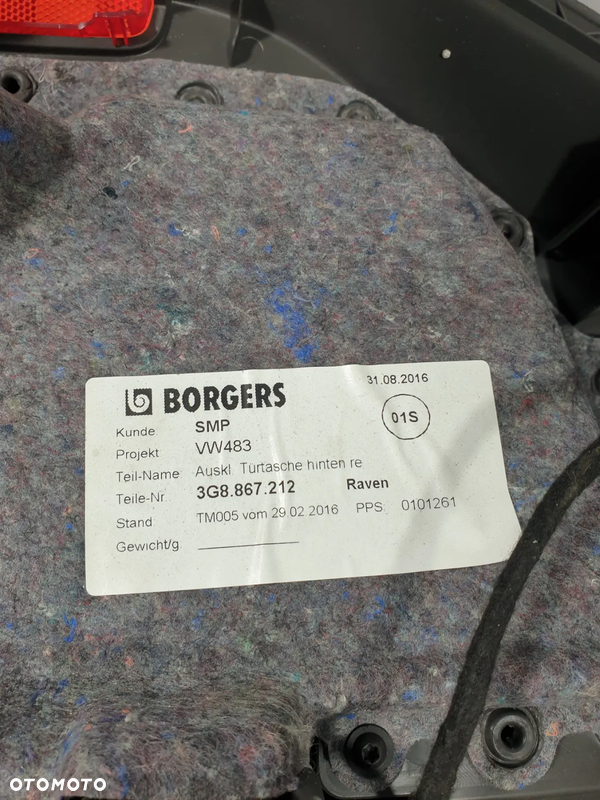 BORGERS
31.08.2016
01S
Kunde SMP
Projekt VW483
Teil-Name Auskl. Türtasche hinten re
Teile-Nr. 3G8.867.212 Raven
Stand TM005 vom 29.02.2016 PPS: 0101261
Gewicht/g
OTOMOTO